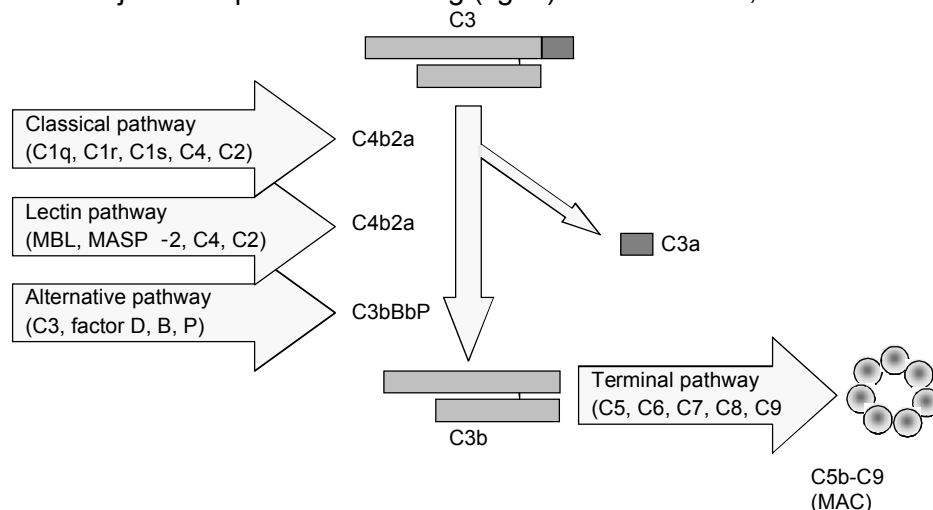 C3
Classical pathway
(C1q, C1r, C1s, C4, C2)
C4b2a
Lectin pathway
(MBL, MASP -2, C4, C2)
C4b2a
C3a
Alternative pathway
(C3, factor D, B, P)
C3bBbP
Terminal pathway
(C5, C6, C7, C8, C9
C3b
C5b-C9
(MAC)